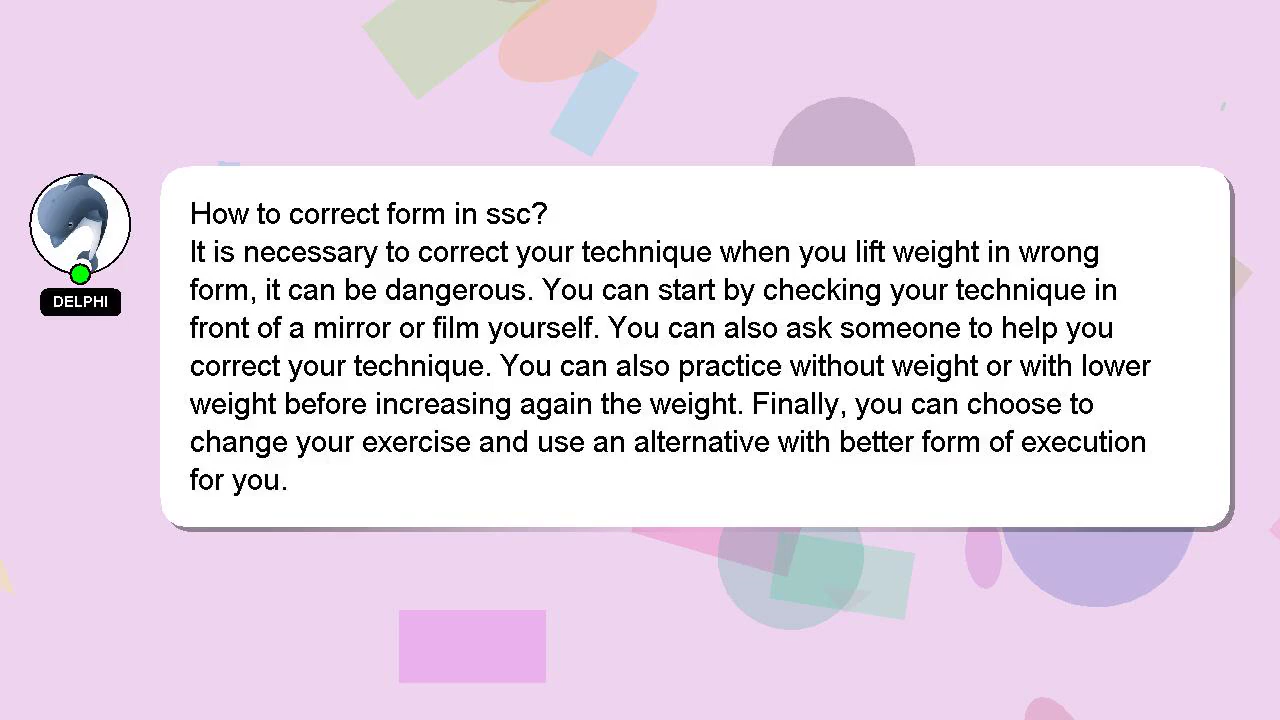 How to correct form in ssc?
It is necessary to correct your technique when you lift weight in wrong
form, it can be dangerous. You can start by checking your technique in
front of a mirror or film yourself. You can also ask someone to help you
correct your technique. You can also practice without weight or with lower
weight before increasing again the weight. Finally, you can choose to
change your exercise and use an alternative with better form of execution
for you.
DELPHI